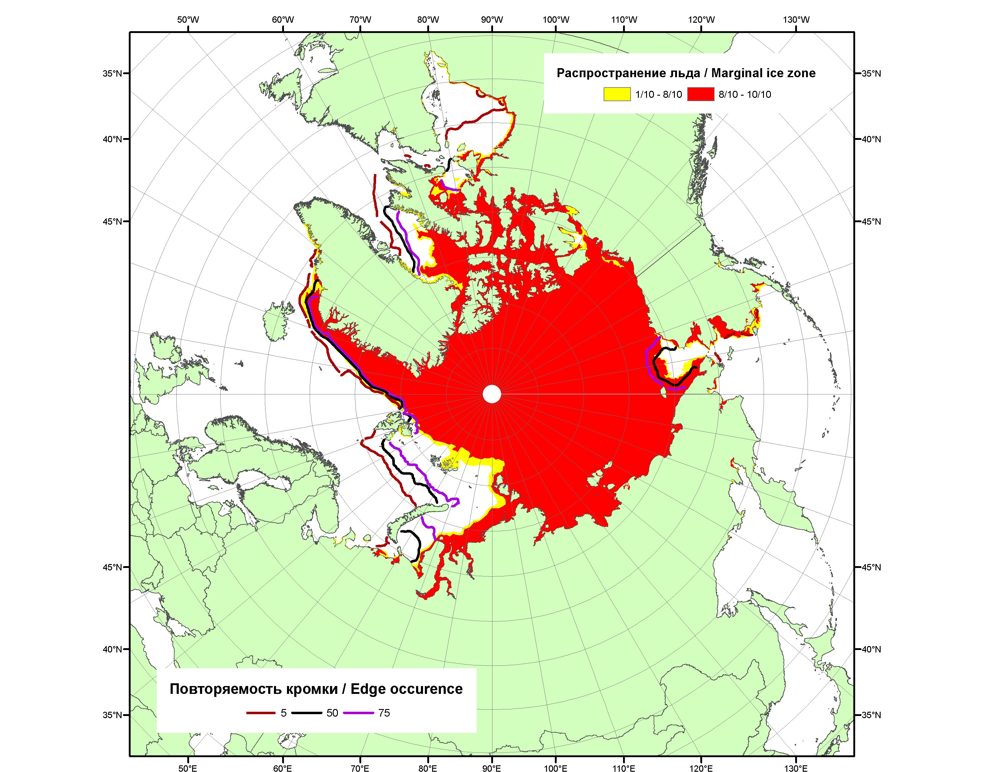 50°W 60°W 70°W 80°W 90°W 100°W 110°W 120°W 130°W
35°N 35°N
Распространение льда / Marginal ice zone
1/10 - 8/10 8/10 - 10/10
40°N 40°N
45°N 45°N
45°N 45°N
40°N 40°N
Повторяемость кромки / Edge occurence
5 50 75
35°N 35°N
50°E 60°E 70°E 80°E 90°E 100°E 110°E 120°E 130°E